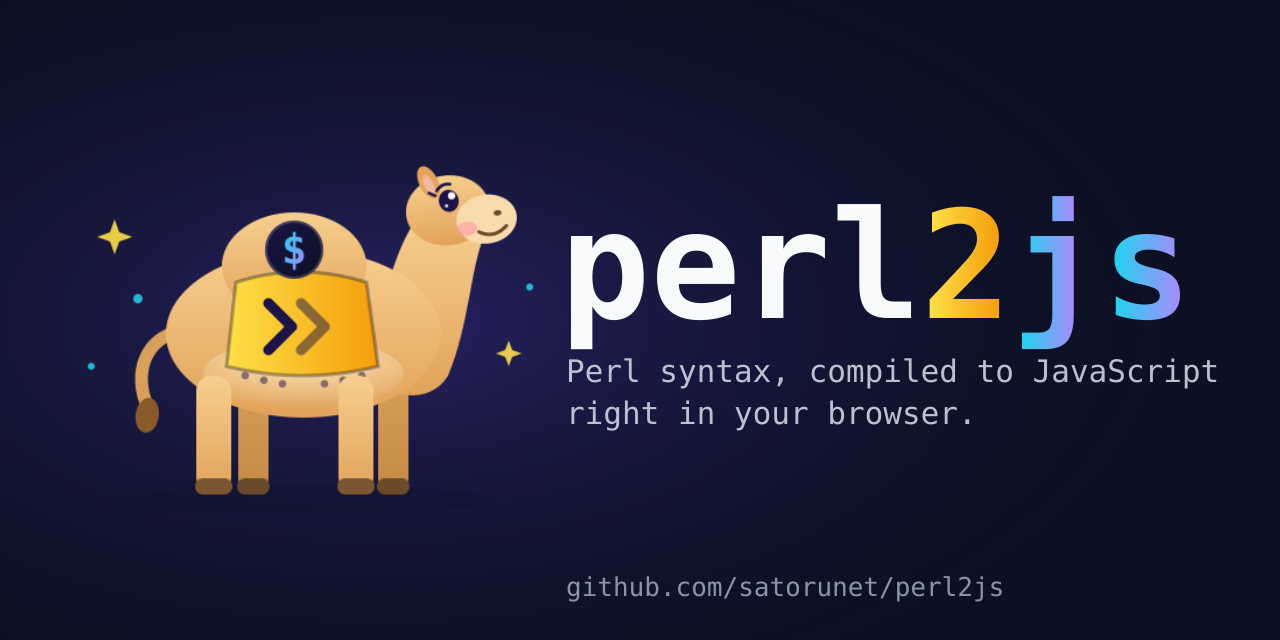 $
perl2js
Perl syntax, compiled to JavaScript
right in your browser.
github.com/satorunet/perl2js